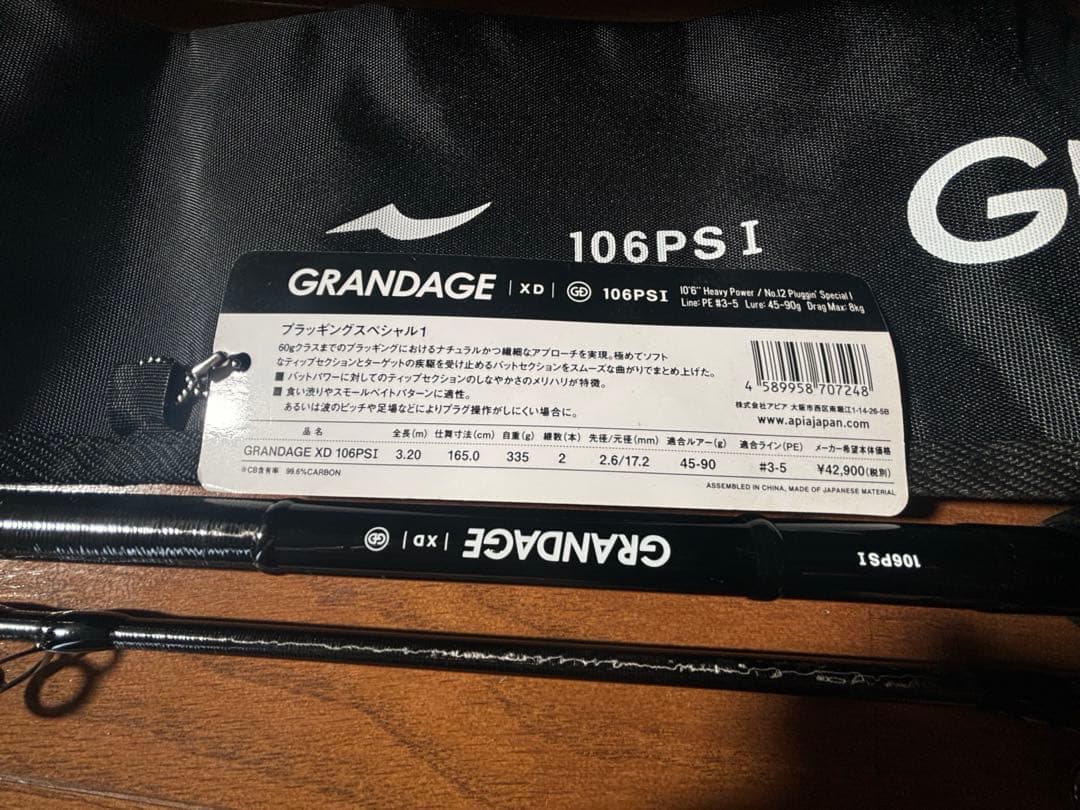 G
106PS I
GRANDAGE | XD | GD 106PSI 10'6" Heavy Power / No.12 Pluggin' Special 1
Line: PE #3-5 Lure: 45-90g Drag Max: 8kg
プラッギングスペシャル1
60gクラスまでのプラッギングにおけるナチュラルかつ繊細なアプローチを実現。極めてソフト
なティップセクションとターゲットの疾駆を受け止めるバットセクションをスムーズな曲がりでまとめ上げた。
■ バットパワーに対してのティップセクションのしなやかさのメリハリが特徴。
■ 食い渋りやスモールベイトパターンに適性。
あるいは波のピッチや足場などによりプラグ操作がしにくい場合に。
4 589958 707248
株式会社アピア 大阪市西区南堀江1-14-26-5B
www.apiajapan.com
品名 全長(m) 仕舞寸法(cm) 自重(g) 継数(本) 先径/元径(mm) 適合ルアー(g) 適合ライン(PE) メーカー希望本体価格
GRANDAGE XD 106PSI 3.20 165.0 335 2 2.6/17.2 45-90 #3-5 ¥42,900(税別)
※CB含有率 99.6%CARBON
ASSEMBLED IN CHINA, MADE OF JAPANESE MATERIAL
106PSI
GRANDAGE | XD | GD